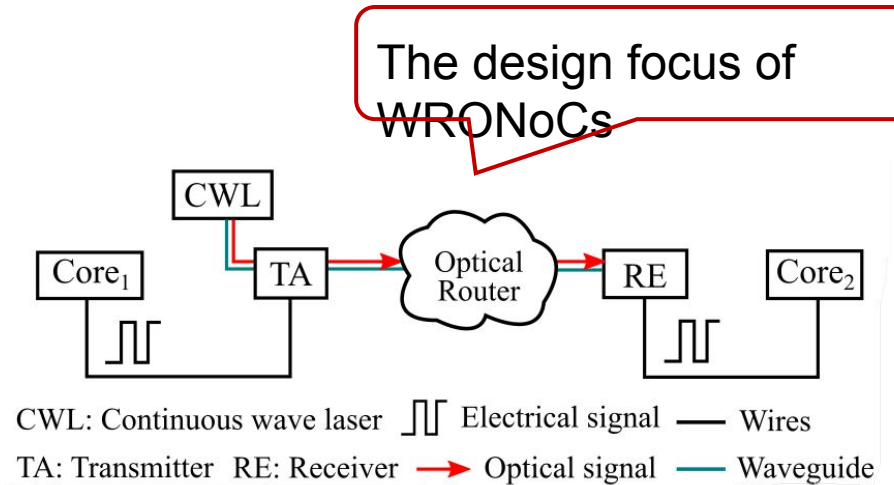 The design focus of
WRONoCs
CWL
Core₁
TA
Optical
Router
RE
Core₂
CWL: Continuous wave laser Electrical signal Wires
TA: Transmitter RE: Receiver Optical signal Waveguide